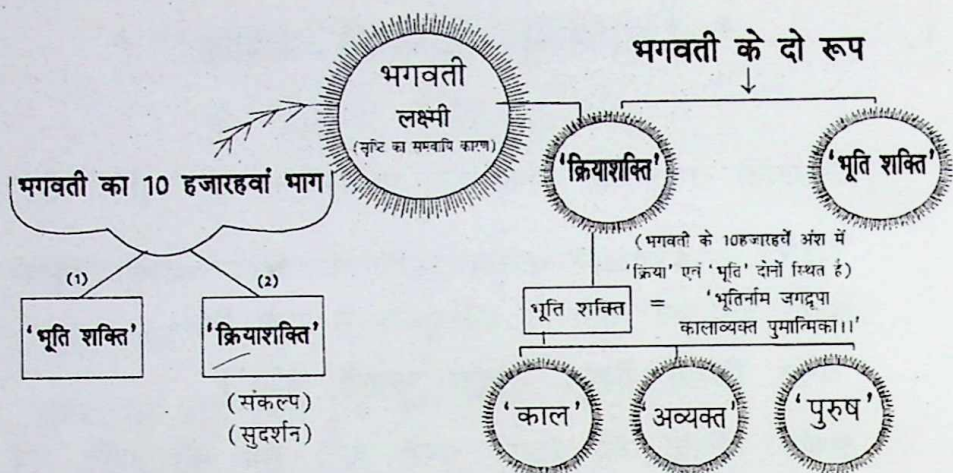 भगवती के दो रूप
भगवती
लक्ष्मी
(सृष्टि का समवायि कारण)
'क्रियाशक्ति'
'भूति शक्ति'
भगवती का 10 हजारहवां भाग
(1)
(2)
'भूति शक्ति'
'क्रियाशक्ति'
(संकल्प)
(सुदर्शन)
(भगवती के 10हजारहवें अंश में
'क्रिया' एवं 'भूति' दोनों स्थित है)
भूति शक्ति = 'भूतिर्नाम जगद्रूपा
कालाव्यक्त पुमात्मिका।।'
'काल'
'अव्यक्त'
'पुरुष'